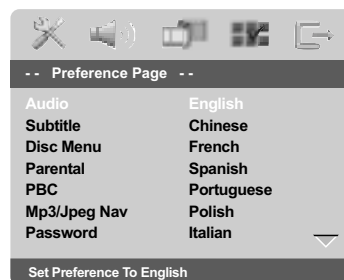 - - Preference Page - -
Audio English
Subtitle Chinese
Disc Menu French
Parental Spanish
PBC Portuguese
Mp3/Jpeg Nav Polish
Password Italian
Set Preference To English